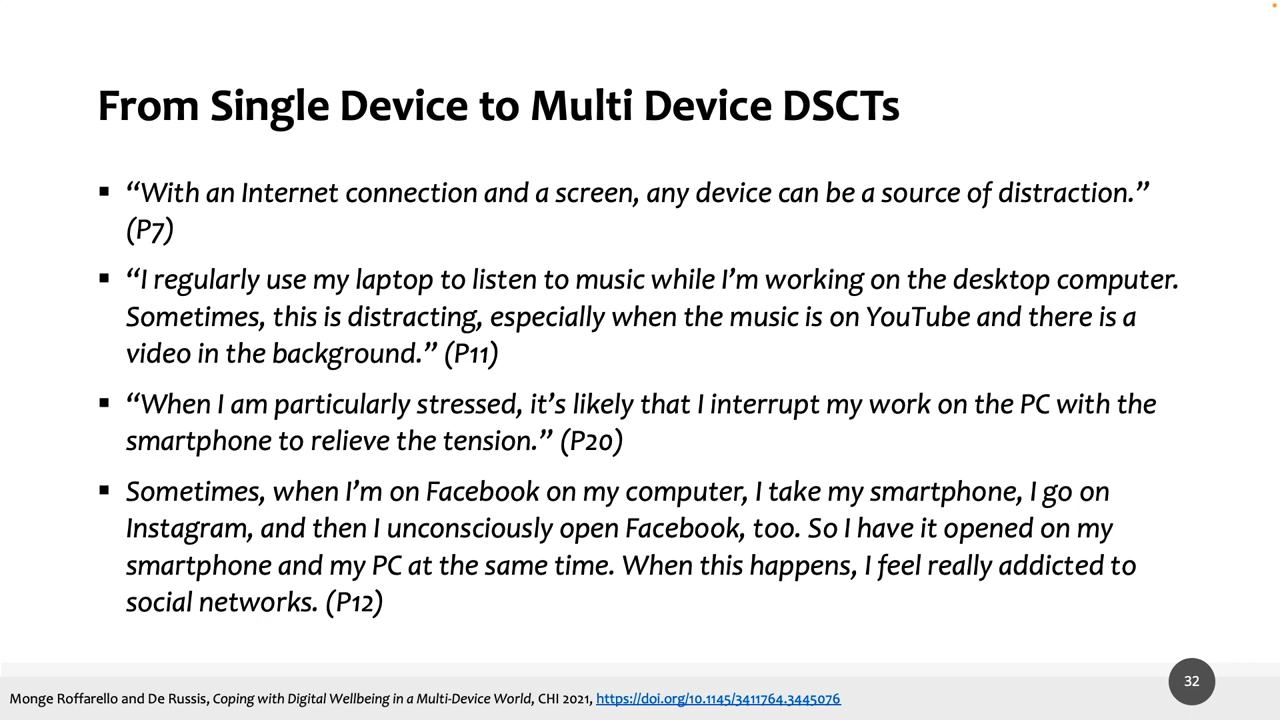 From Single Device to Multi Device DSCTs
▪ “With an Internet connection and a screen, any device can be a source of distraction.”
(P7)
▪ “I regularly use my laptop to listen to music while I’m working on the desktop computer.
Sometimes, this is distracting, especially when the music is on YouTube and there is a
video in the background.” (P11)
▪ “When I am particularly stressed, it’s likely that I interrupt my work on the PC with the
smartphone to relieve the tension.” (P20)
▪ Sometimes, when I’m on Facebook on my computer, I take my smartphone, I go on
Instagram, and then I unconsciously open Facebook, too. So I have it opened on my
smartphone and my PC at the same time. When this happens, I feel really addicted to
social networks. (P12)
32
Monge Roffarello and De Russis, Coping with Digital Wellbeing in a Multi-Device World, CHI 2021, https://doi.org/10.1145/3411764.3445076